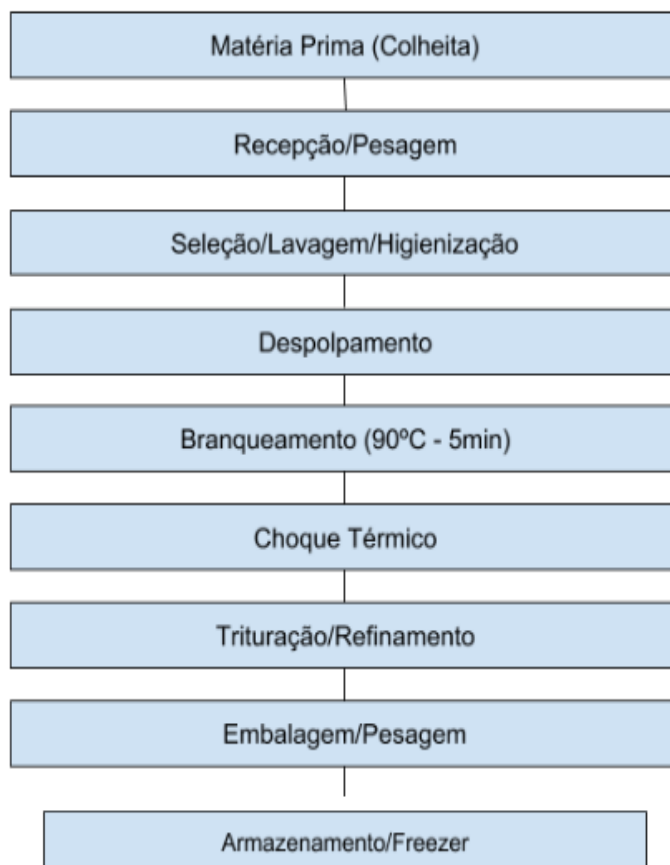 Matéria Prima (Colheita)
Recepção/Pesagem
Seleção/Lavagem/Higienização
Despolpamento
Branqueamento (90ºC - 5min)
Choque Térmico
Trituração/Refinamento
Embalagem/Pesagem
Armazenamento/Freezer